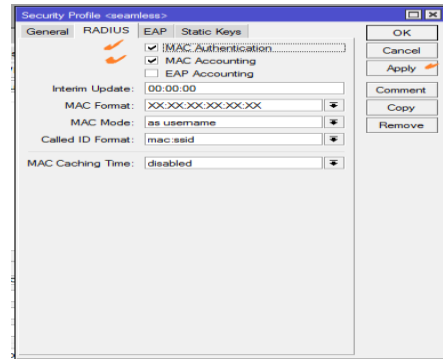 Security Profile <seamless>
General RADIUS EAP Static Keys
MAC Authentication
MAC Accounting
EAP Accounting
Interim Update: 00:00:00
MAC Format: XX:XX:XX:XX:XX:XX
MAC Mode: as username
Called ID Format: mac:ssid
MAC Caching Time: disabled
OK
Cancel
Apply
Comment
Copy
Remove